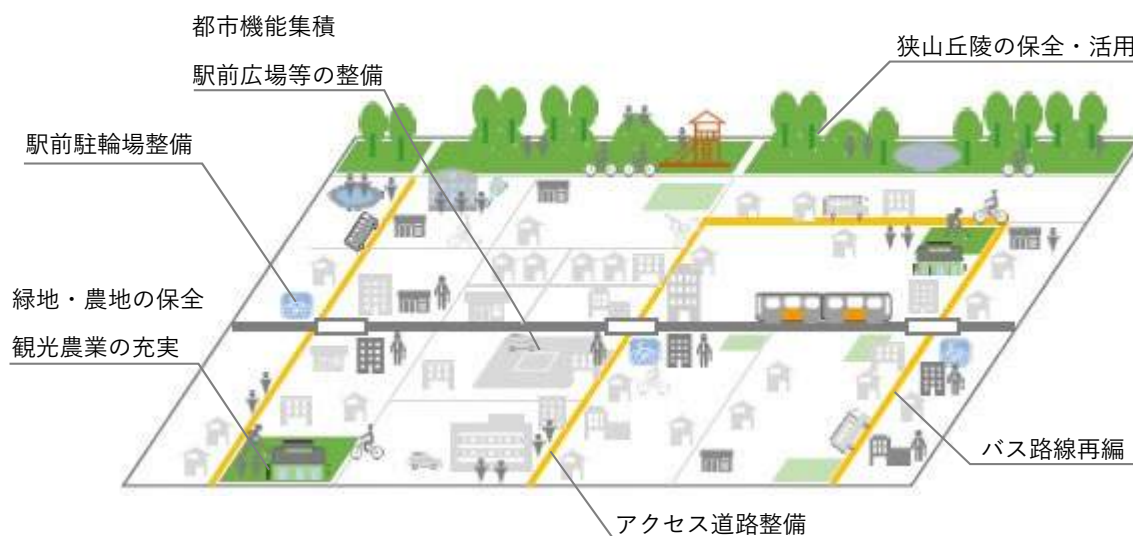 都市機能集積
駅前広場等の整備
狭山丘陵の保全・活用
駅前駐輪場整備
緑地・農地の保全
観光農業の充実
バス路線再編
アクセス道路整備